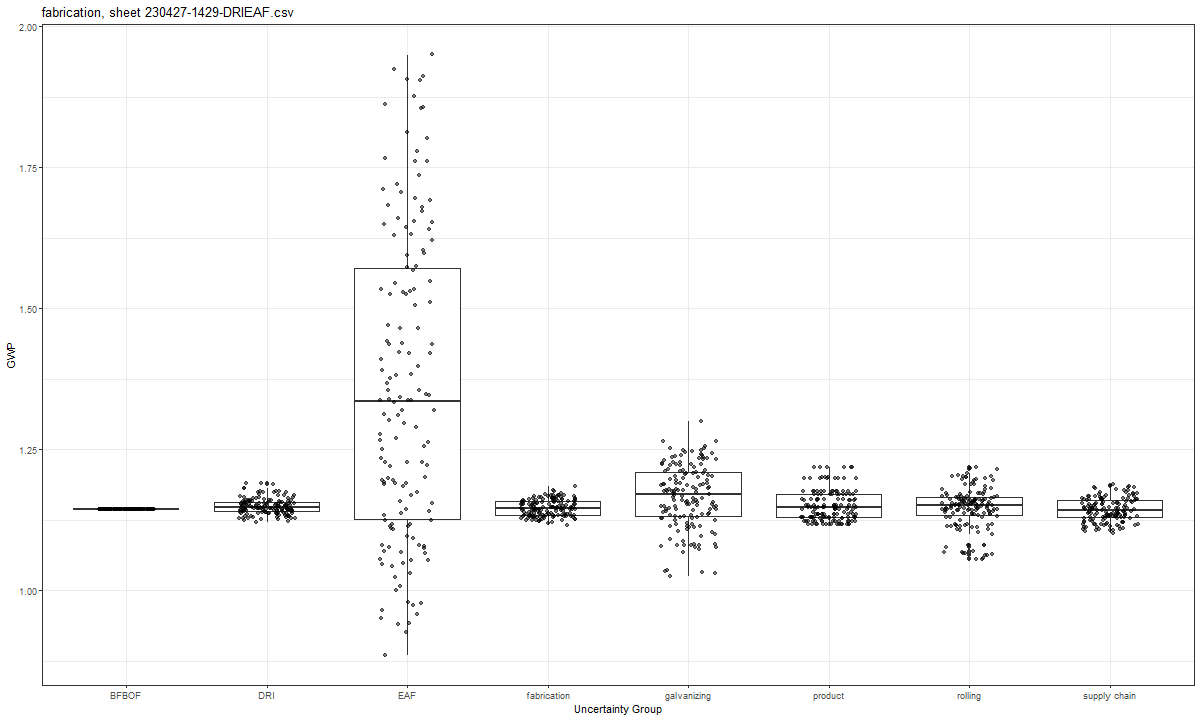 fabrication, sheet 230427-1429-DRIEAF.csv
2.00
1.75
1.50
1.25
1.00
GWP
BFBOF DRI EAF fabrication galvanizing product rolling supply chain
Uncertainty Group